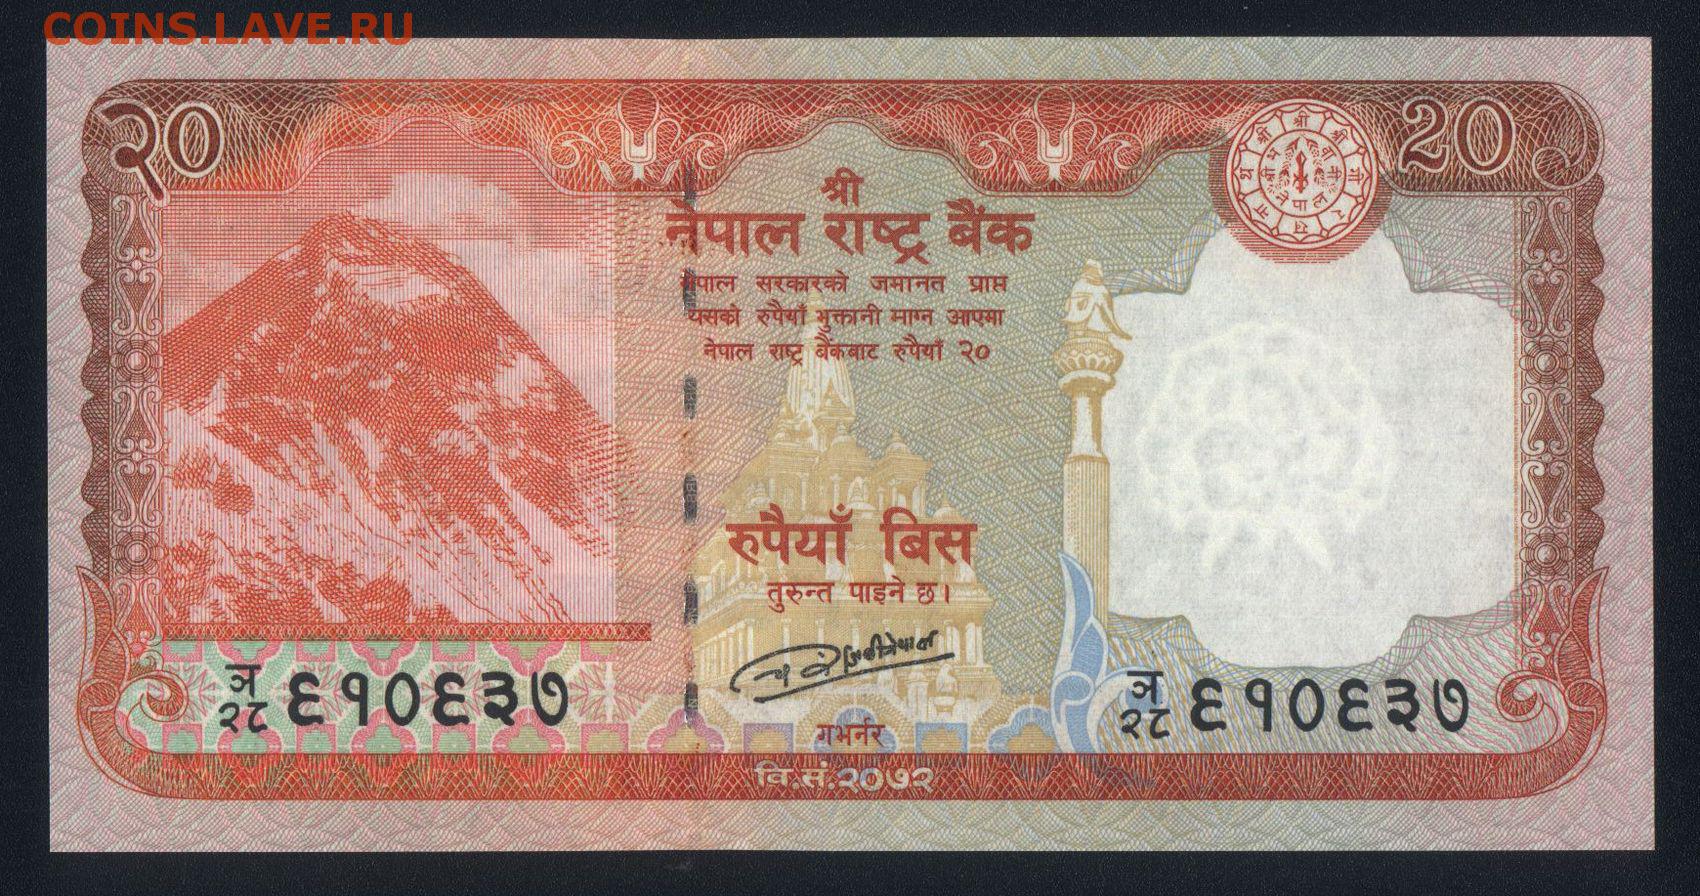 COINS.LAVE.RU
२० 20
श्री
नेपाल राष्ट्र बैंक
नेपाल सरकारको जमानत प्राप्त
यसको रुपैयाँ भुक्तानी माग्न आएमा
नेपाल राष्ट्र बैंकबाट रुपैयाँ २०
रुपैयाँ बिस
तुरुन्त पाइने छ।
गभर्नर
ञ २८ ६१०६३७
ञ २८ ६१०६३७
वि.सं.२०७२